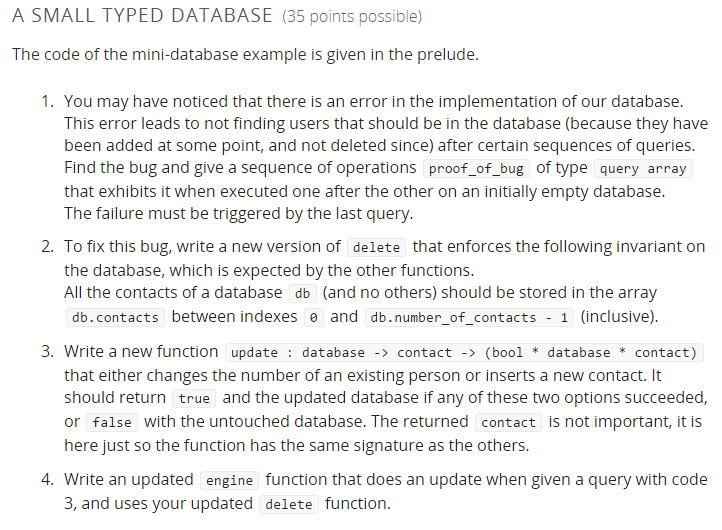 A SMALL TYPED DATABASE (35 points possible)
The code of the mini-database example is given in the prelude.
1. You may have noticed that there is an error in the implementation of our database.
This error leads to not finding users that should be in the database (because they have
been added at some point, and not deleted since) after certain sequences of queries.
Find the bug and give a sequence of operations proof_of_bug of type query array
that exhibits it when executed one after the other on an initially empty database.
The failure must be triggered by the last query.
2. To fix this bug, write a new version of delete that enforces the following invariant on
the database, which is expected by the other functions.
All the contacts of a database db (and no others) should be stored in the array
db.contacts between indexes 0 and db.number_of_contacts - 1 (inclusive).
3. Write a new function update : database -> contact -> (bool * database * contact)
that either changes the number of an existing person or inserts a new contact. It
should return true and the updated database if any of these two options succeeded,
or false with the untouched database. The returned contact is not important, it is
here just so the function has the same signature as the others.
4. Write an updated engine function that does an update when given a query with code
3, and uses your updated delete function.